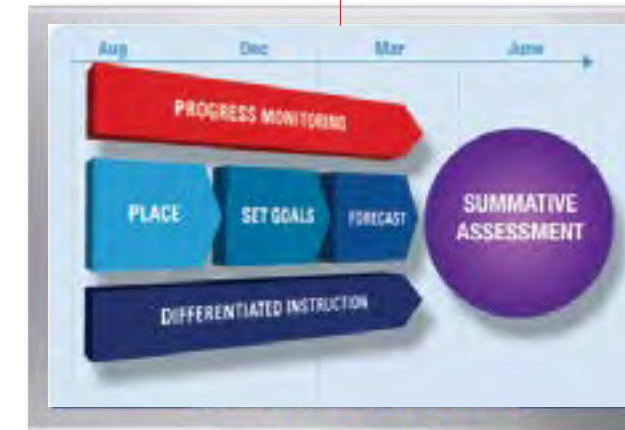 Aug Dec Mar June
PROGRESS MONITORING
PLACE SET GOALS FORECAST
SUMMATIVE
ASSESSMENT
DIFFERENTIATED INSTRUCTION